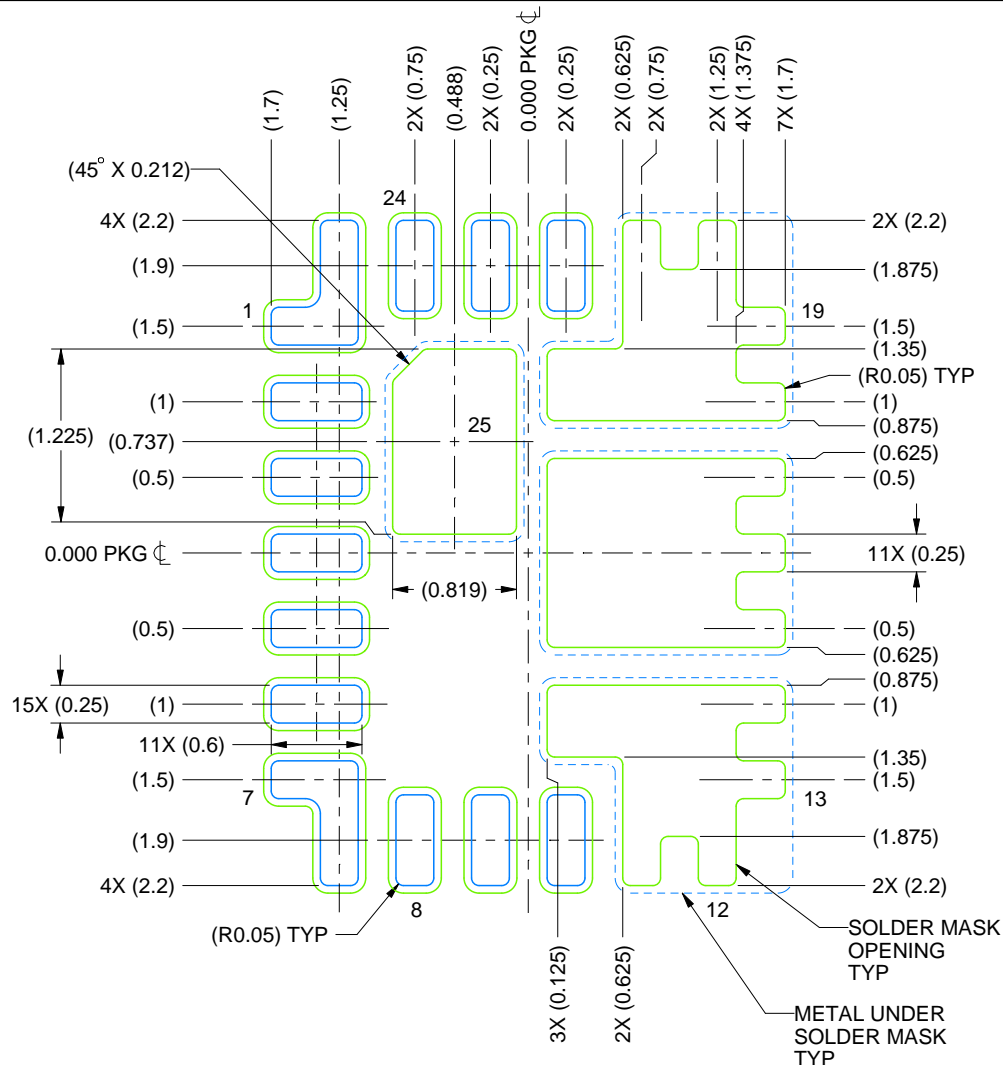 (1.7)
(1.25)
2X (0.75)
(0.488)
2X (0.25)
0.000 PKG ℄
2X (0.25)
2X (0.625)
2X (0.75)
2X (1.25)
4X (1.375)
7X (1.7)
(45° X 0.212)
24
4X (2.2)
2X (2.2)
(1.9)
(1.875)
1
19
(1.5)
(1.5)
(1.35)
(R0.05) TYP
(1)
(1)
(0.875)
(1.225)
(0.737)
25
(0.625)
(0.5)
(0.5)
0.000 PKG ℄
11X (0.25)
(0.819)
(0.5)
(0.5)
(0.625)
(0.875)
15X (0.25)
(1)
(1)
11X (0.6)
(1.35)
(1.5)
(1.5)
7
13
(1.9)
(1.875)
4X (2.2)
2X (2.2)
8
12
(R0.05) TYP
3X (0.125)
2X (0.625)
SOLDER MASK
OPENING
TYP
METAL UNDER
SOLDER MASK
TYP